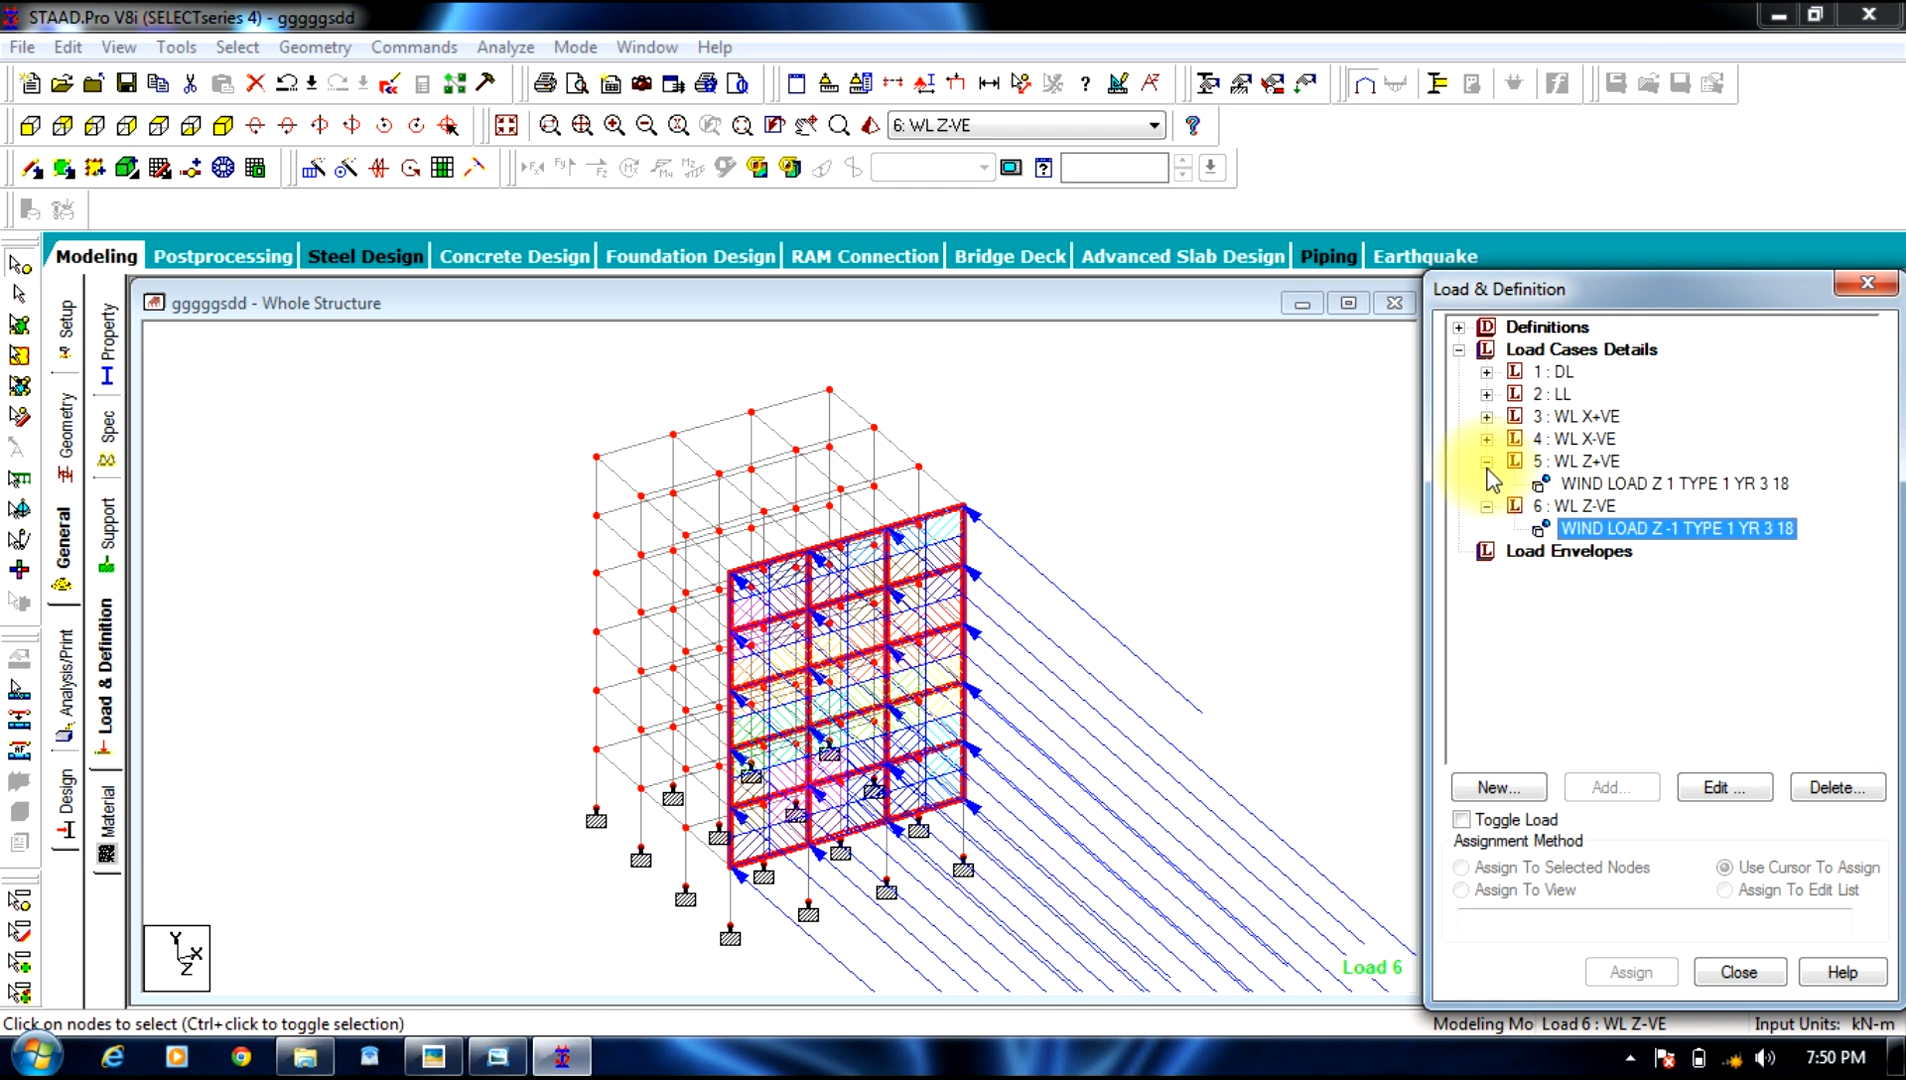 STAAD.Pro V8i (SELECTseries 4) - gggggsdd
File Edit View Tools Select Geometry Commands Analyze Mode Window Help
6: WL Z-VE
Modeling Postprocessing Steel Design Concrete Design Foundation Design RAM Connection Bridge Deck Advanced Slab Design Piping Earthquake
Setup
Geometry
General
Analysis/Print
Design
Property
Spec
Support
Load & Definition
Material
gggggsdd - Whole Structure
Y
X
Z
Load 6
Load & Definition
Definitions
Load Cases Details
1 : DL
2 : LL
3 : WL X+VE
4 : WL X-VE
5 : WL Z+VE
WIND LOAD Z 1 TYPE 1 YR 3 18
6 : WL Z-VE
WIND LOAD Z -1 TYPE 1 YR 3 18
Load Envelopes
New... Add... Edit ... Delete...
Toggle Load
Assignment Method
Assign To Selected Nodes Use Cursor To Assign
Assign To View Assign To Edit List
Assign Close Help
Click on nodes to select (Ctrl+click to toggle selection) Modeling Mo Load 6 : WL Z-VE Input Units: kN-m
7:50 PM